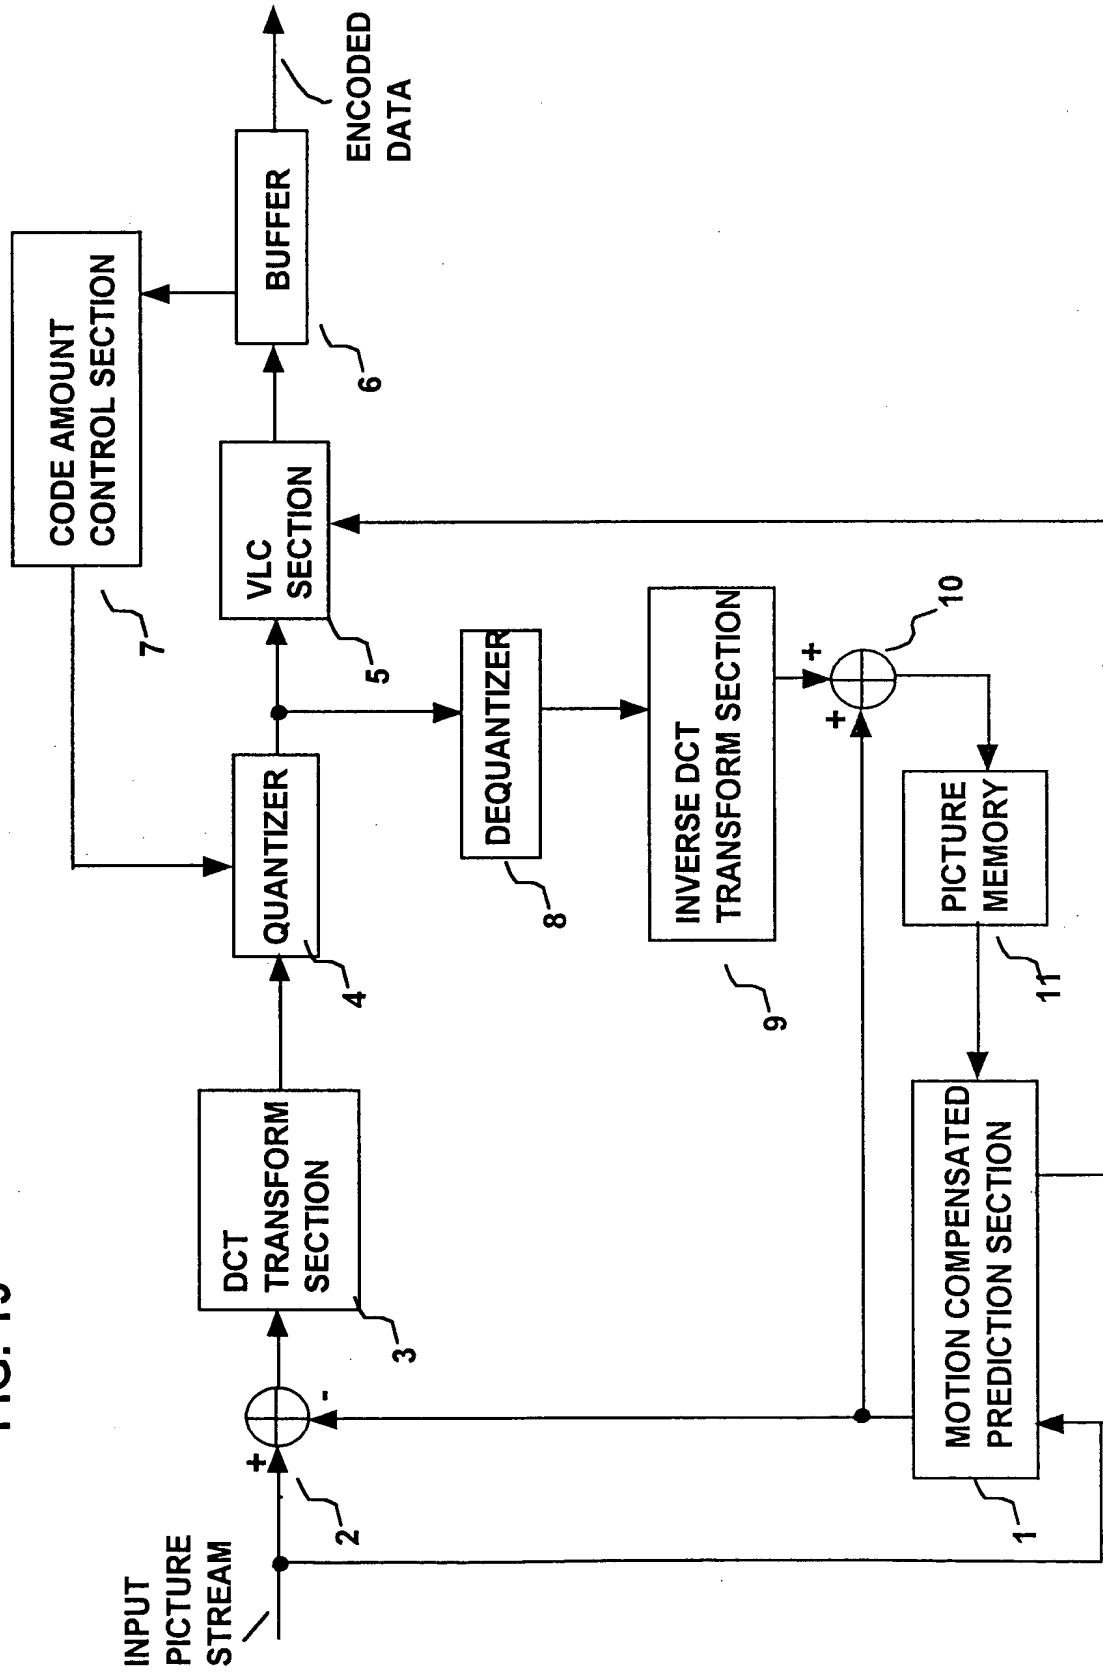 INPUT
PICTURE
STREAM
+
-
2
DCT
TRANSFORM
SECTION
3
QUANTIZER
4
VLC
SECTION
5
BUFFER
6
ENCODED
DATA
CODE AMOUNT
CONTROL SECTION
7
DEQUANTIZER
8
INVERSE DCT
TRANSFORM SECTION
9
+
+
10
PICTURE
MEMORY
11
MOTION COMPENSATED
PREDICTION SECTION
1